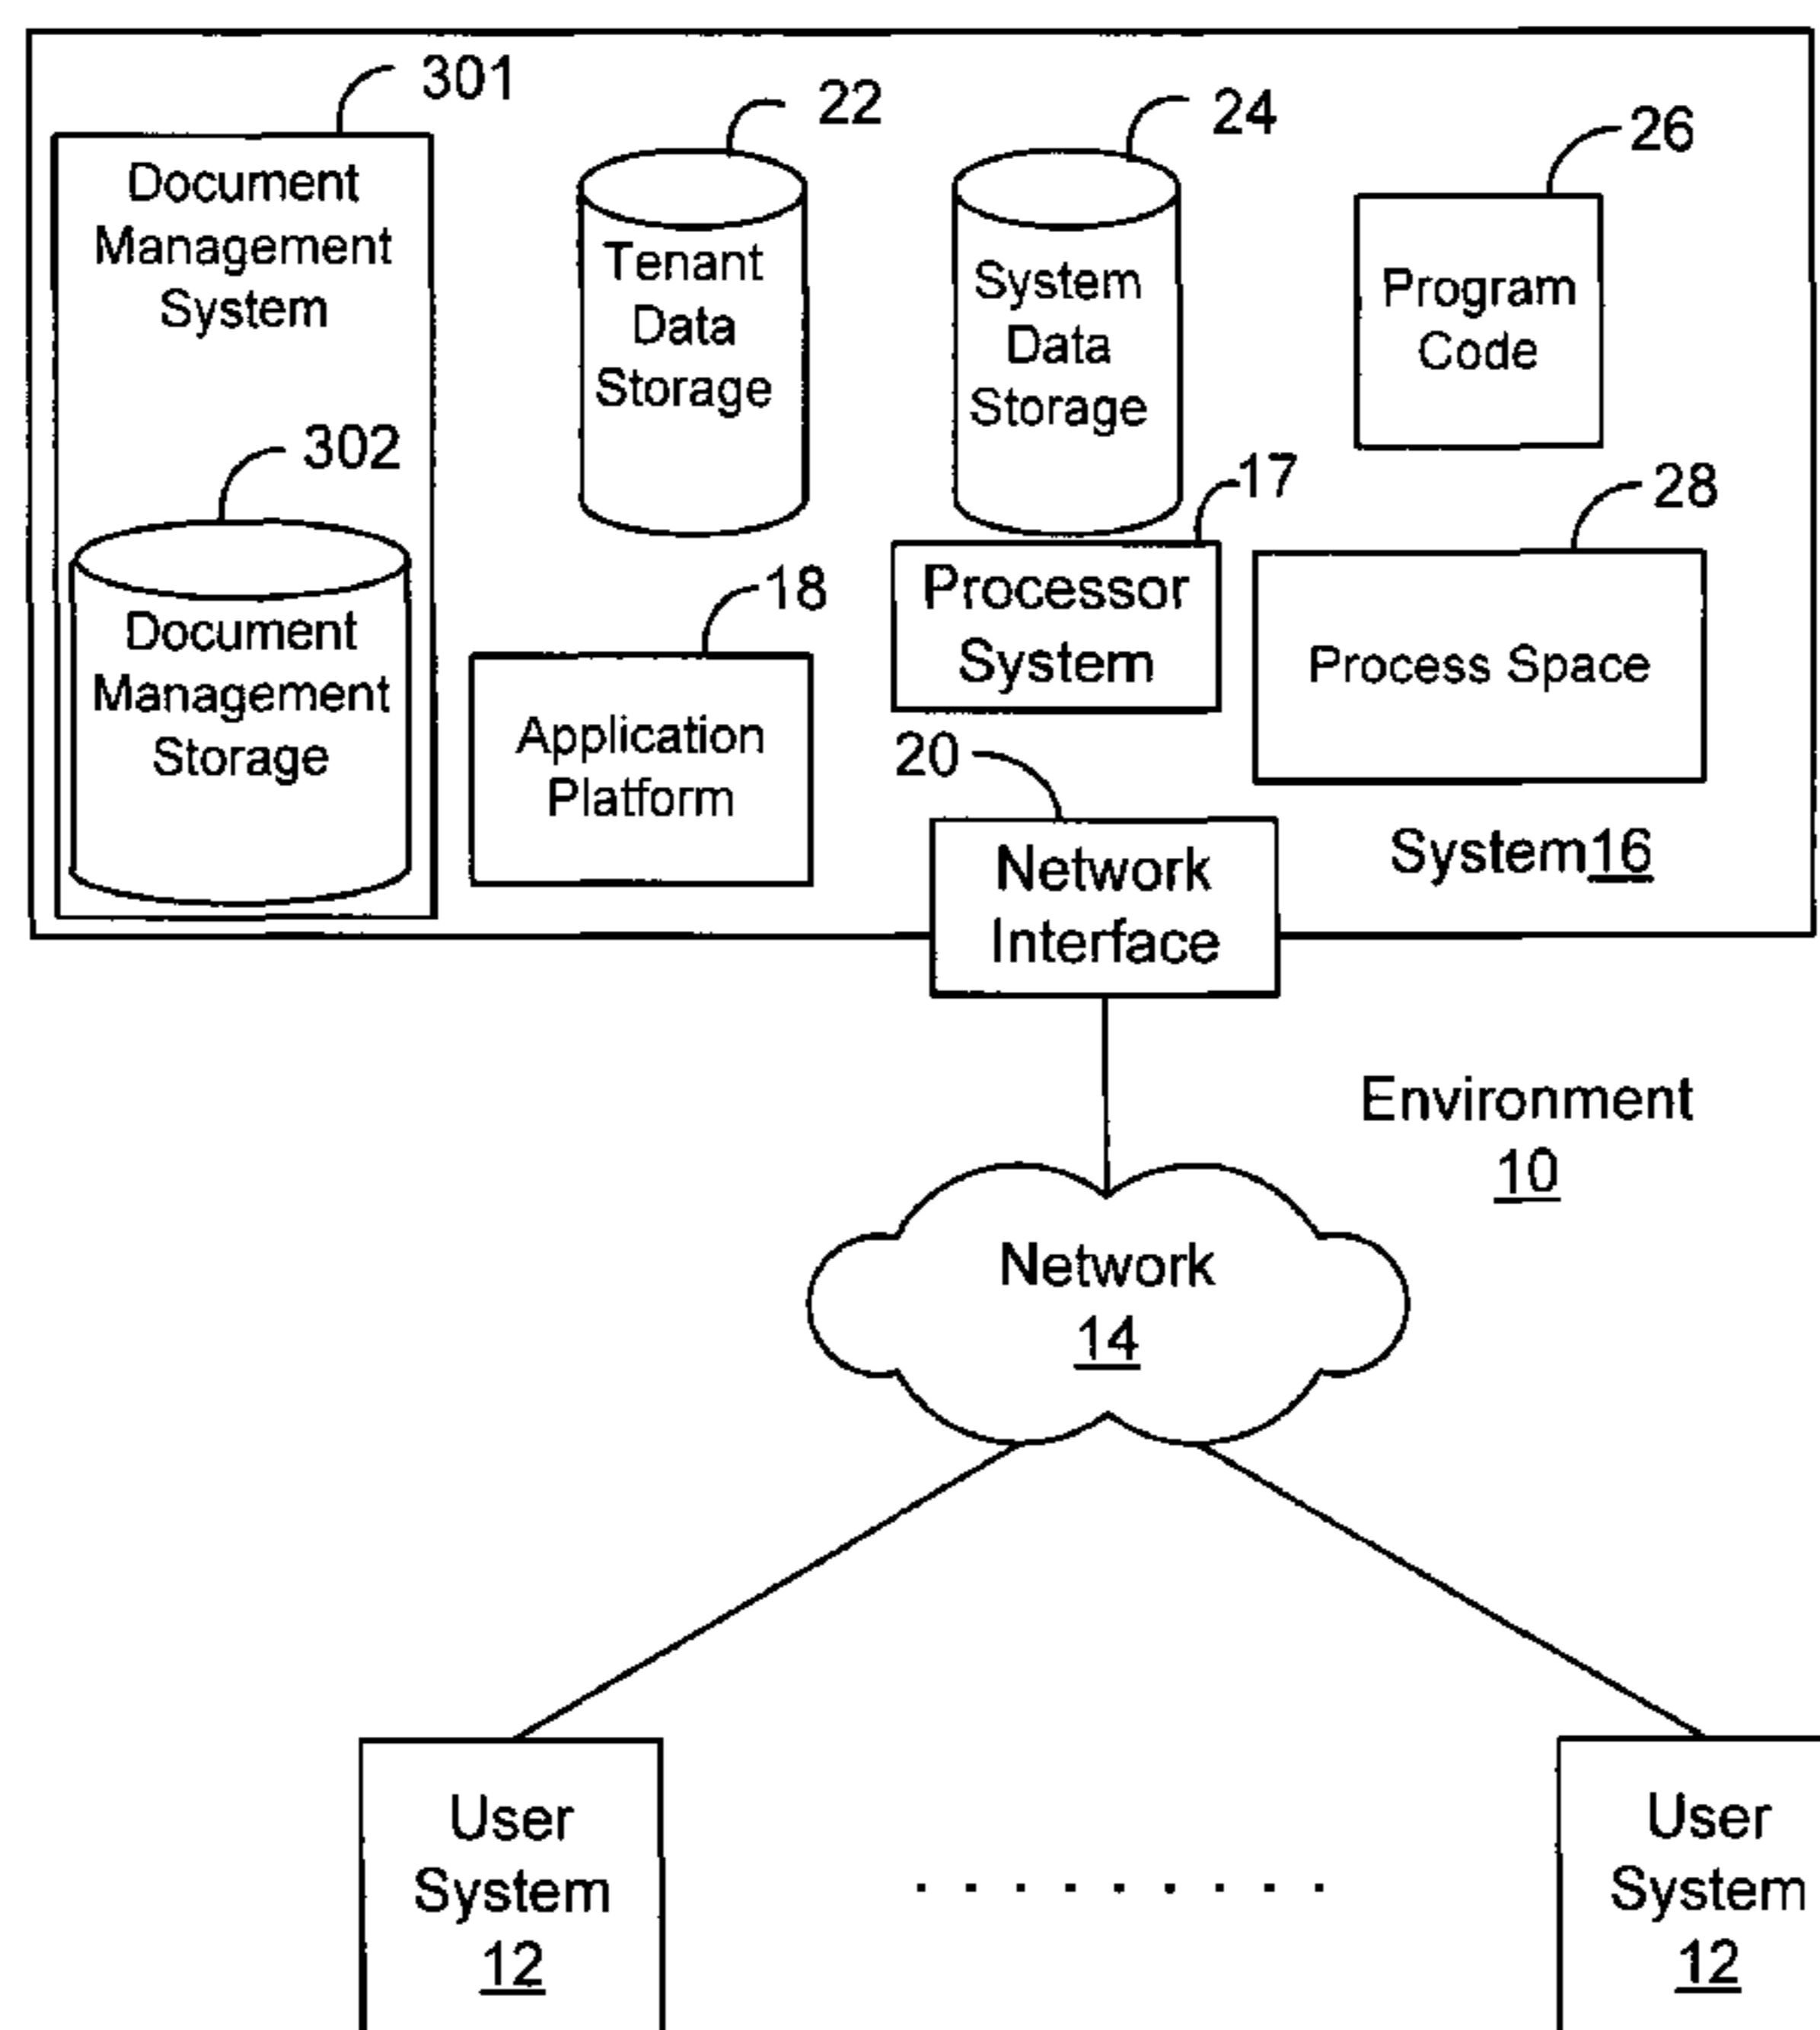 301
Document
Management
System
22
Tenant
Data
Storage
24
System
Data
Storage
26
Program
Code
302
Document
Management
Storage
18
Application
Platform
17
Processor
System
28
Process Space
20
Network
Interface
System16
Environment
10
Network
14
User
System
12
. . . . . . . . .
User
System
12